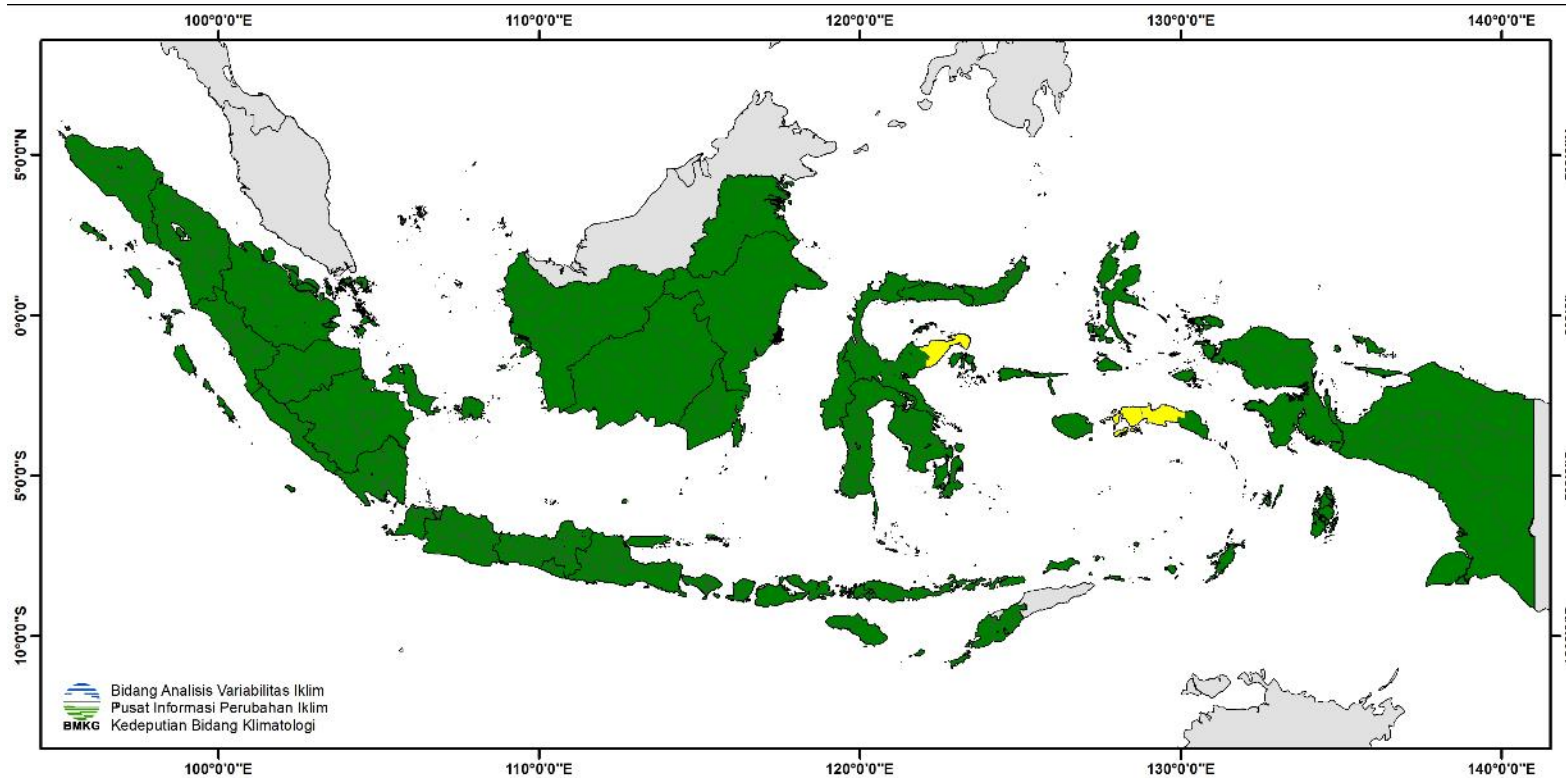 100°0'0"E 110°0'0"E 120°0'0"E 130°0'0"E 140°0'0"E
5°0'0"N
0°0'0"
5°0'0"S
10°0'0"S
Bidang Analisis Variabilitas Iklim
Pusat Informasi Perubahan Iklim
BMKG Kedeputian Bidang Klimatologi
100°0'0"E 110°0'0"E 120°0'0"E 130°0'0"E 140°0'0"E